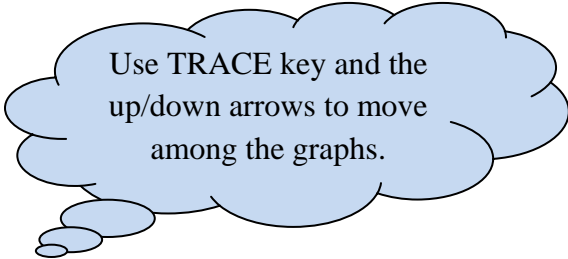 Use TRACE key and the
up/down arrows to move
among the graphs.